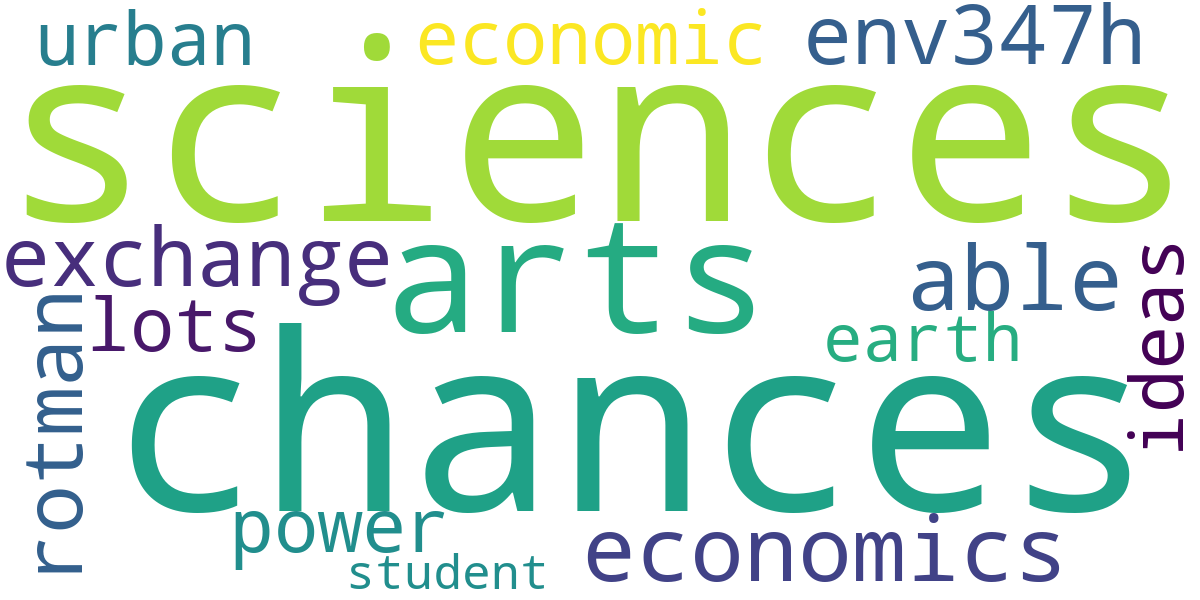 urban economic env347h
sciences
exchange arts able ideas
lots earth
rotman chances
power economics
student